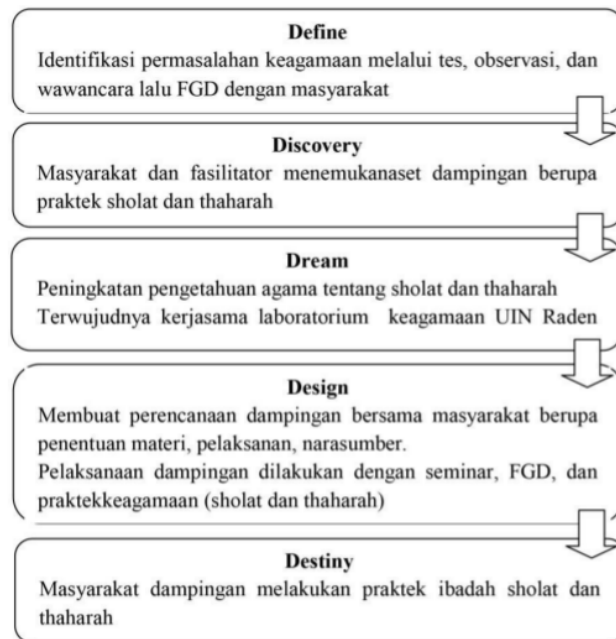 Define
Identifikasi permasalahan keagamaan melalui tes, observasi, dan
wawancara lalu FGD dengan masyarakat
Discovery
Masyarakat dan fasilitator menemukanaset dampingan berupa
praktek sholat dan thaharah
Dream
Peningkatan pengetahuan agama tentang sholat dan thaharah
Terwujudnya kerjasama laboratorium keagamaan UIN Raden
Design
Membuat perencanaan dampingan bersama masyarakat berupa
penentuan materi, pelaksanan, narasumber.
Pelaksanaan dampingan dilakukan dengan seminar, FGD, dan
praktekkeagamaan (sholat dan thaharah)
Destiny
Masyarakat dampingan melakukan praktek ibadah sholat dan
thaharah